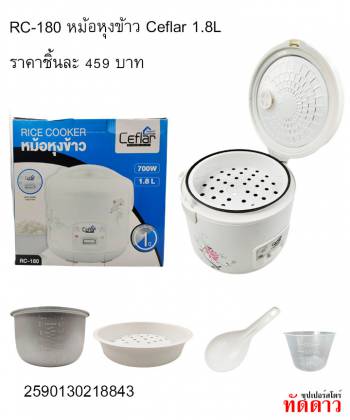 RC-180 หม้อหุงข้าว Ceflar 1.8L
ราคาชิ้นละ 459 บาท
RICE COOKER
หม้อหุงข้าว
Ceflar
700W
1.8 L
RC-180
2590130218843
ซุปเปอร์สโตร์
ทัดดาว